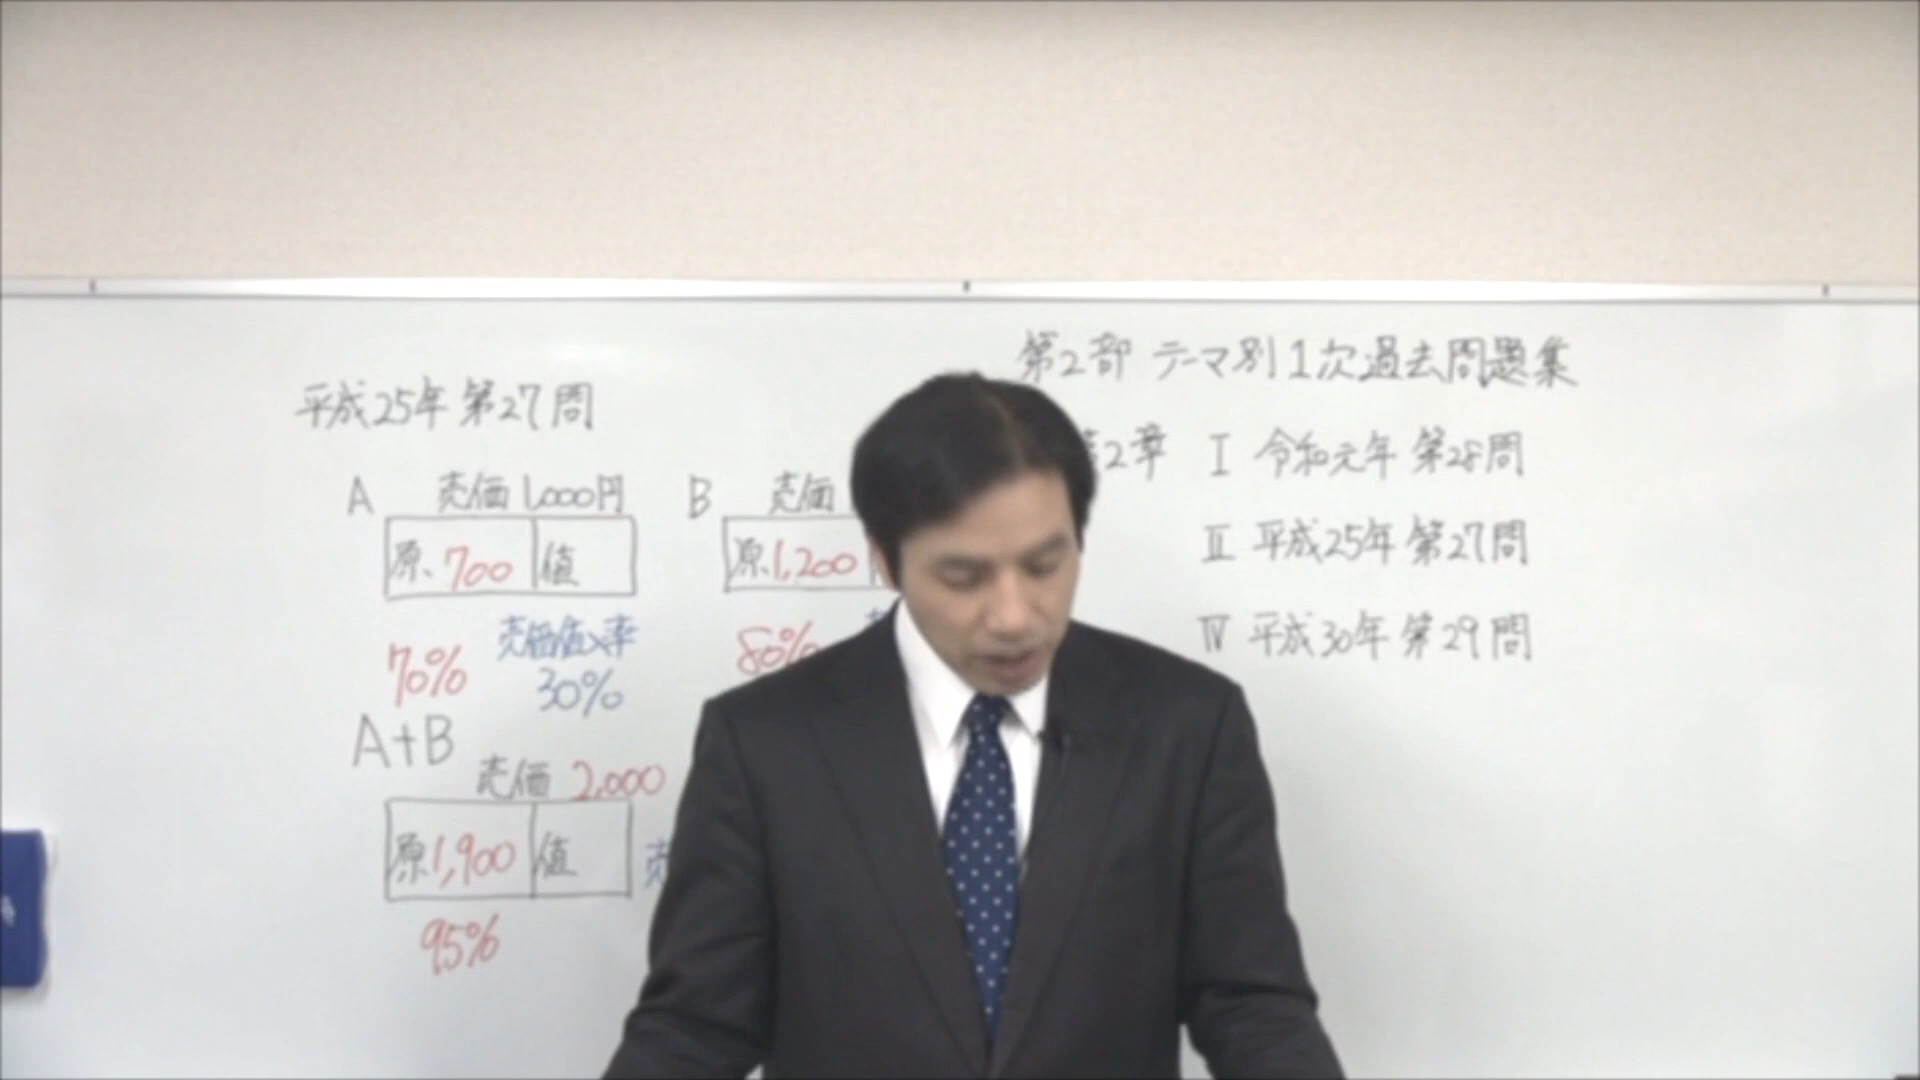 平成25年 第27問
A 売価 1,000円
原. 700 値
70%
売価値入率
30%
B 売価
原. 1,200
80%
A+B
売価 2,000
原 1,900 値
売
95%
第2部 テーマ別1次過去問題集
2章 Ⅰ 令和元年 第28問
Ⅱ 平成25年 第27問
Ⅳ 平成30年 第29問